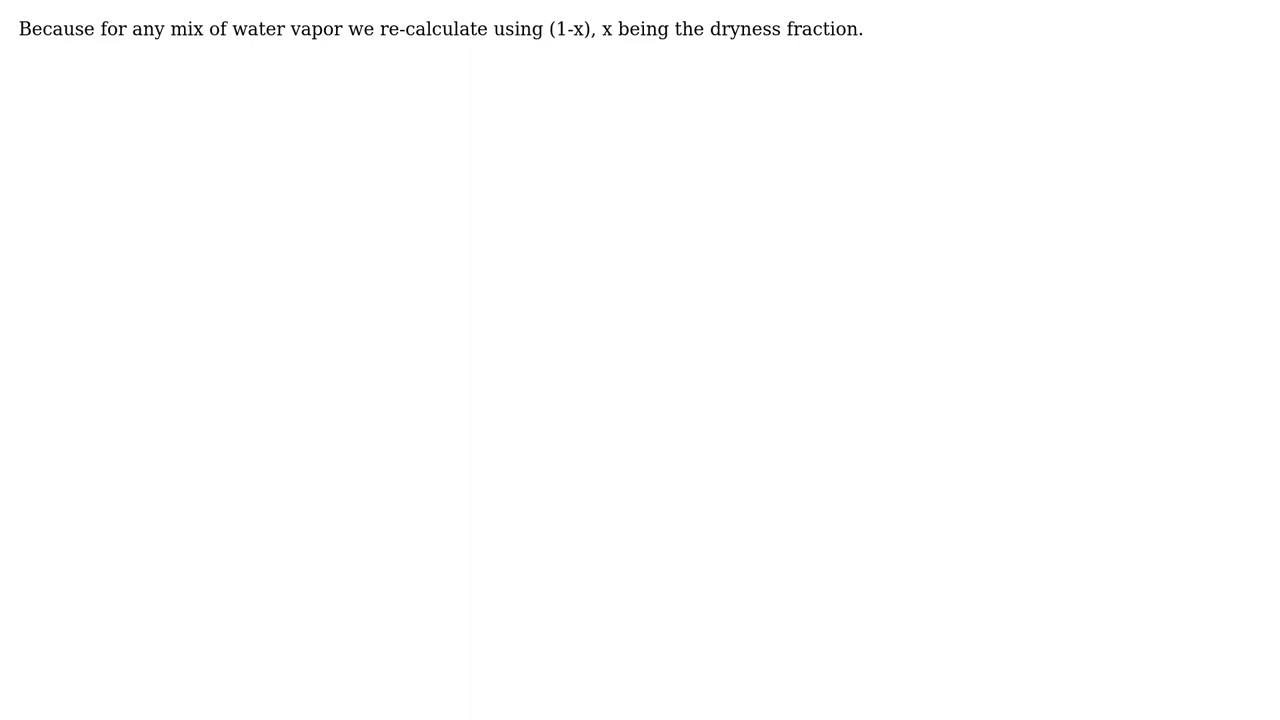 Because for any mix of water vapor we re-calculate using (1-x), x being the dryness fraction.